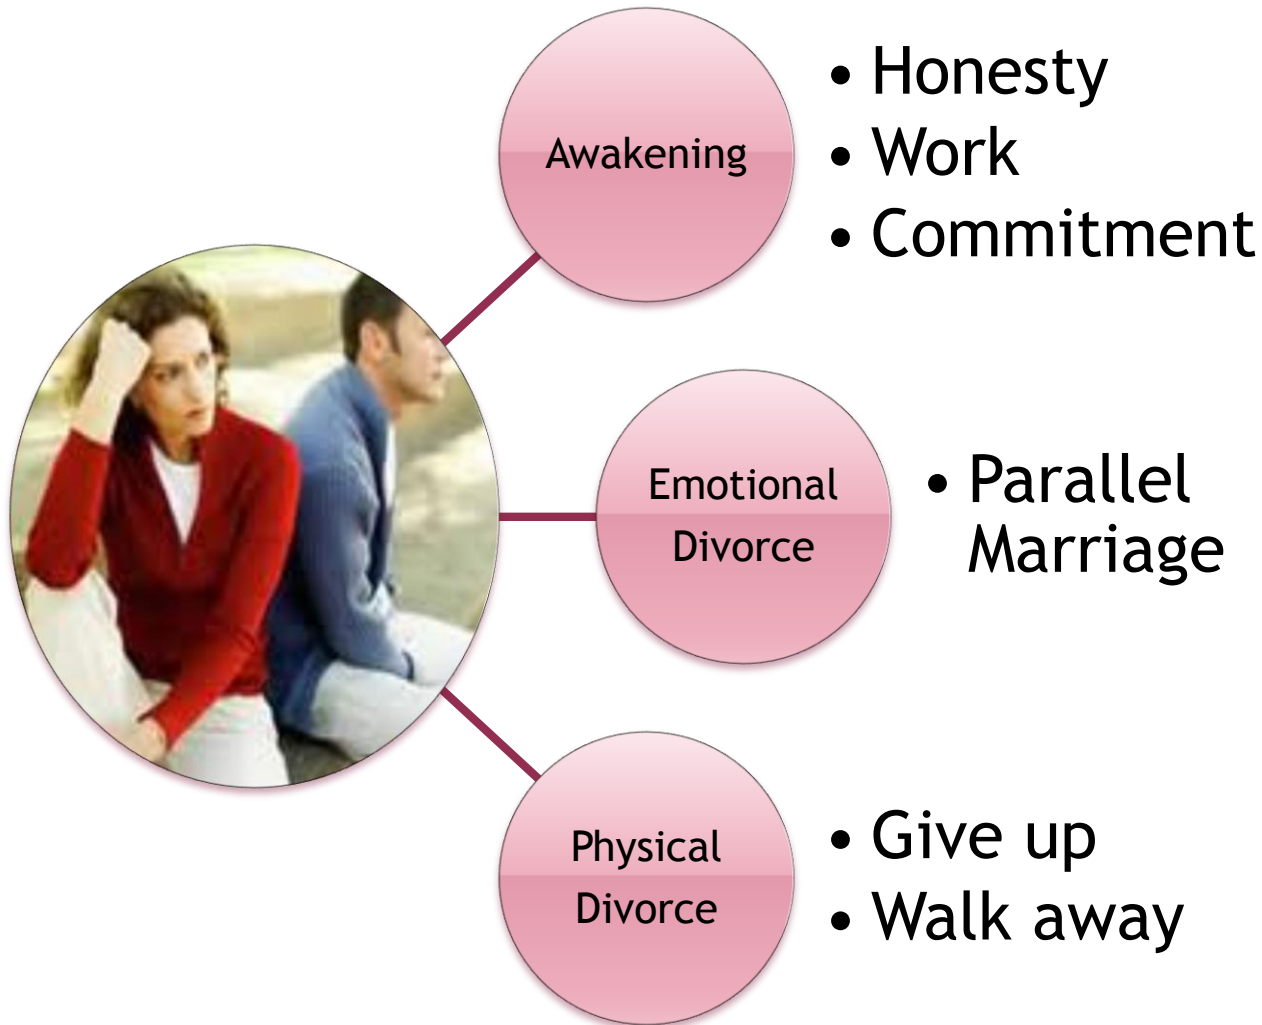 Awakening
• Honesty
• Work
• Commitment
Emotional
Divorce
• Parallel
Marriage
Physical
Divorce
• Give up
• Walk away